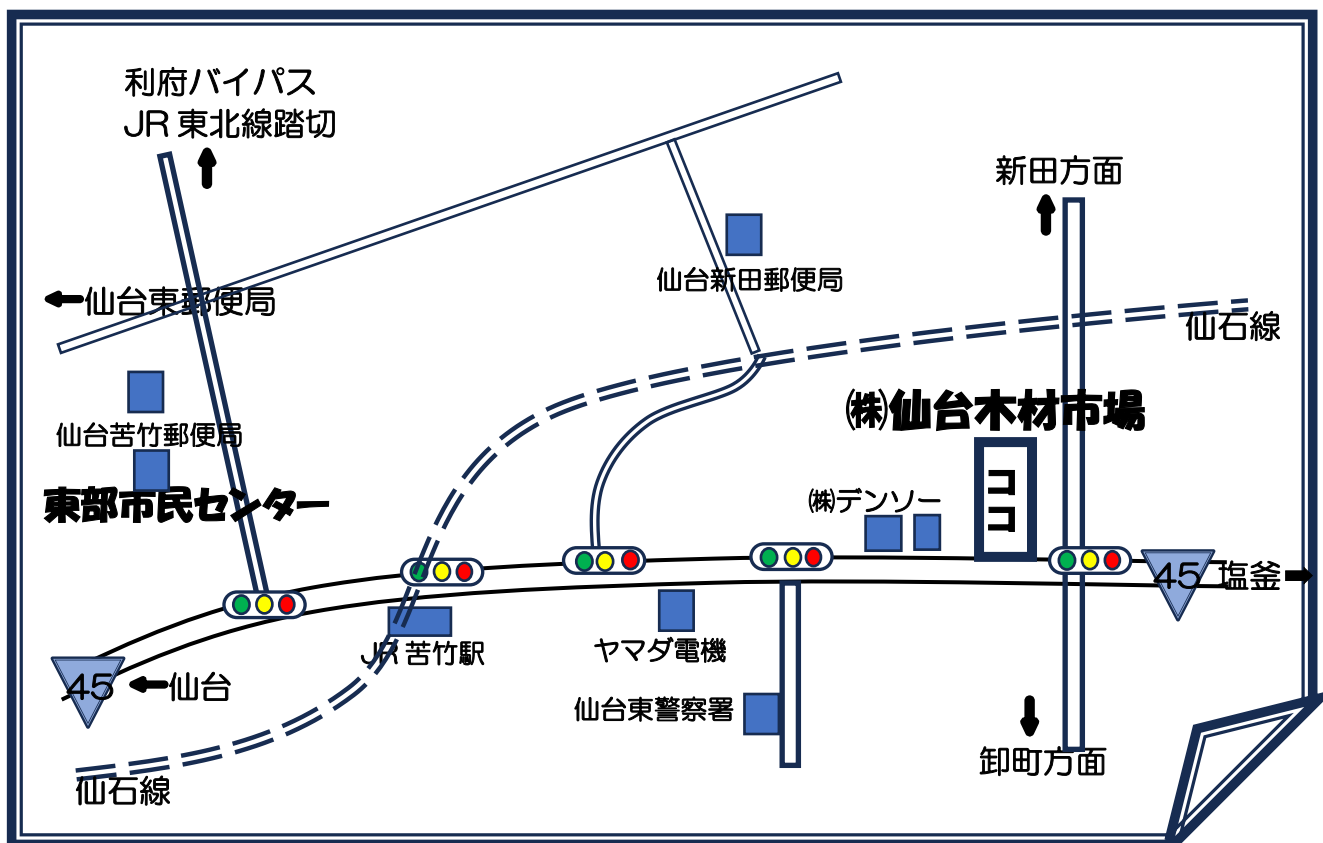 利府バイパス
JR 東北線踏切
新田方面
仙台新田郵便局
仙台東郵便局
仙石線
㈱仙台木材市場
仙台苦竹郵便局
東部市民センター
㈱デンソー
ココ
45
塩釜
JR 苦竹駅
ヤマダ電機
45
仙台
仙台東警察署
卸町方面
仙石線